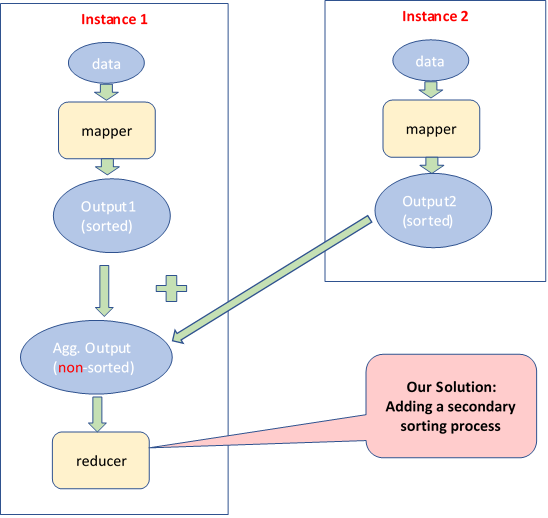 Instance 1
data
mapper
Output1
(sorted)
Agg. Output
(non-sorted)
reducer
Instance 2
data
mapper
Output2
(sorted)
Our Solution:
Adding a secondary
sorting process